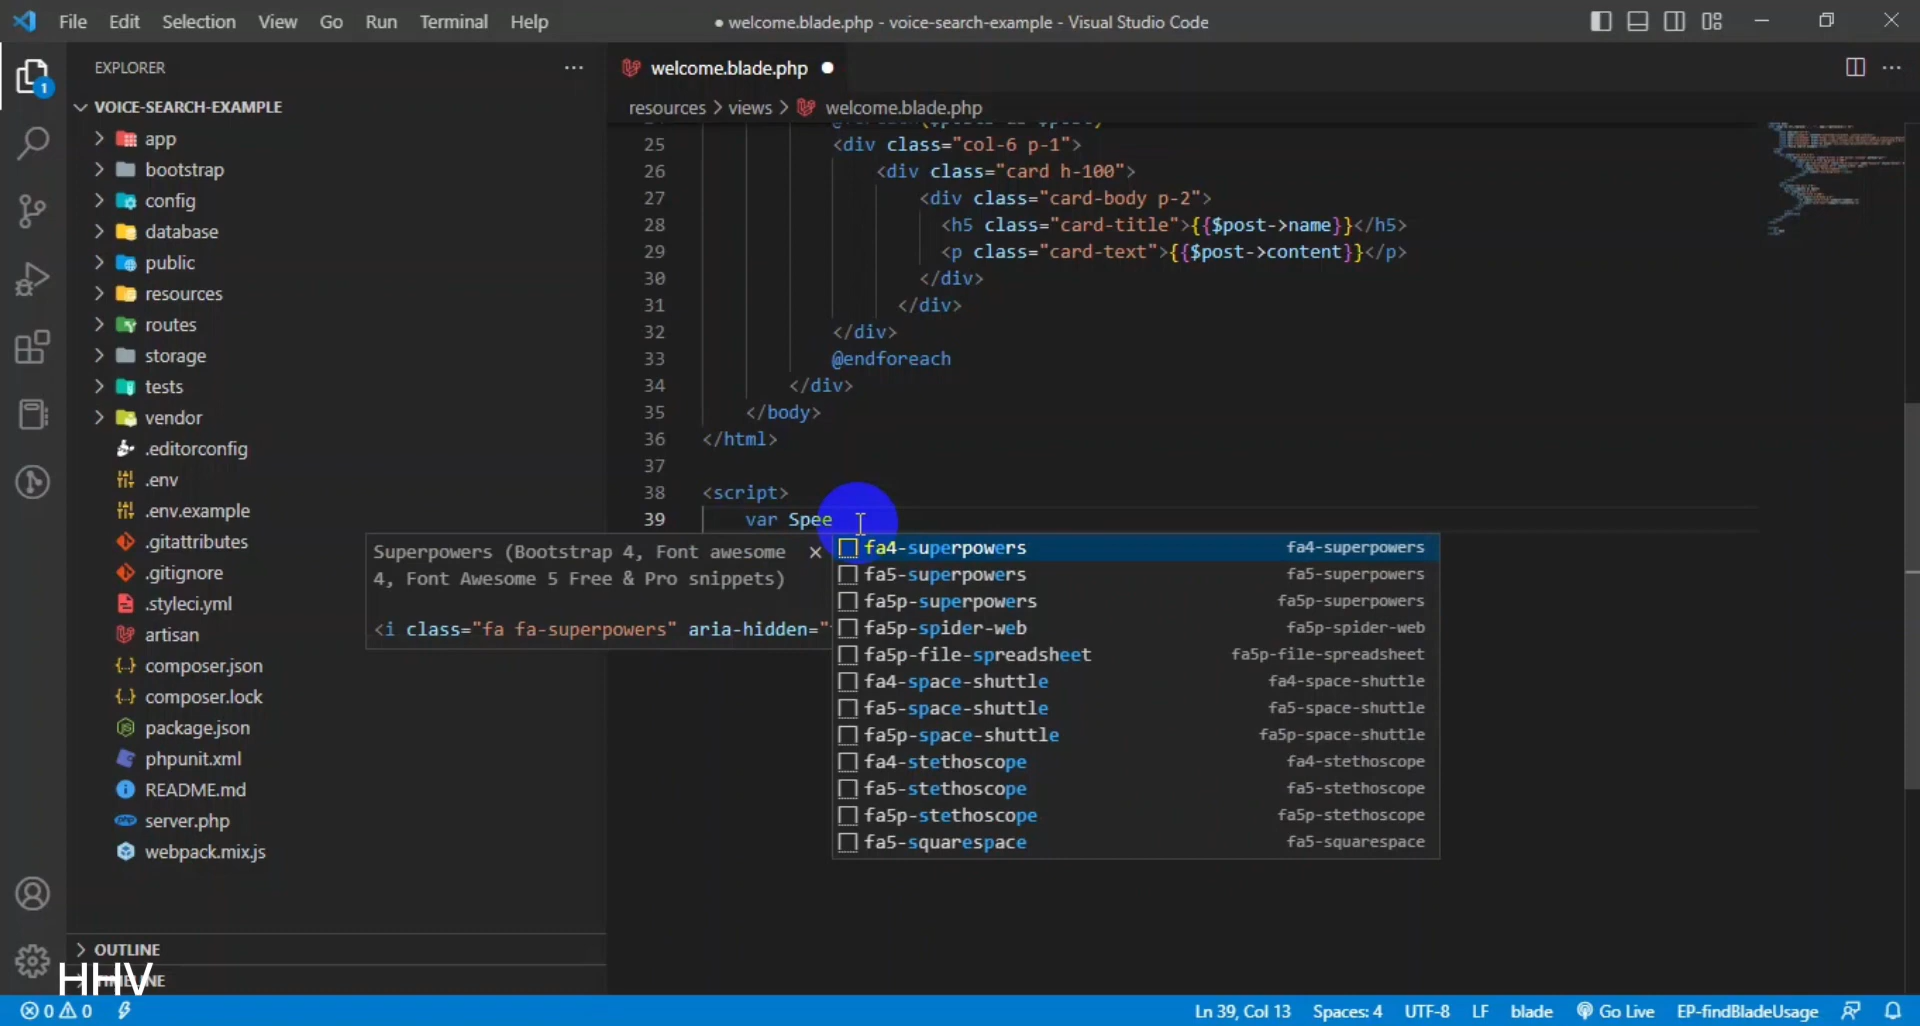 File Edit Selection View Go Run Terminal Help
● welcome.blade.php - voice-search-example - Visual Studio Code
EXPLORER
1
VOICE-SEARCH-EXAMPLE
app
bootstrap
config
database
public
resources
routes
storage
tests
vendor
.editorconfig
.env
.env.example
.gitattributes
.gitignore
.styleci.yml
artisan
composer.json
composer.lock
package.json
phpunit.xml
README.md
server.php
webpack.mix.js
OUTLINE
HHV
welcome.blade.php
resources > views > welcome.blade.php
25 <div class="col-6 p-1">
26 <div class="card h-100">
27 <div class="card-body p-2">
28 <h5 class="card-title">{{$post->name}}</h5>
29 <p class="card-text">{{$post->content}}</p>
30 </div>
31 </div>
32 </div>
33 @endforeach
34 </div>
35 </body>
36 </html>
37
38 <script>
39 var Spee
Superpowers (Bootstrap 4, Font awesome
4, Font Awesome 5 Free & Pro snippets)
<i class="fa fa-superpowers" aria-hidden="
fa4-superpowers fa4-superpowers
fa5-superpowers fa5-superpowers
fa5p-superpowers fa5p-superpowers
fa5p-spider-web fa5p-spider-web
fa5p-file-spreadsheet fa5p-file-spreadsheet
fa4-space-shuttle fa4-space-shuttle
fa5-space-shuttle fa5-space-shuttle
fa5p-space-shuttle fa5p-space-shuttle
fa4-stethoscope fa4-stethoscope
fa5-stethoscope fa5-stethoscope
fa5p-stethoscope fa5p-stethoscope
fa5-squarespace fa5-squarespace
0 0
Ln 39, Col 13 Spaces: 4 UTF-8 LF blade Go Live EP-findBladeUsage